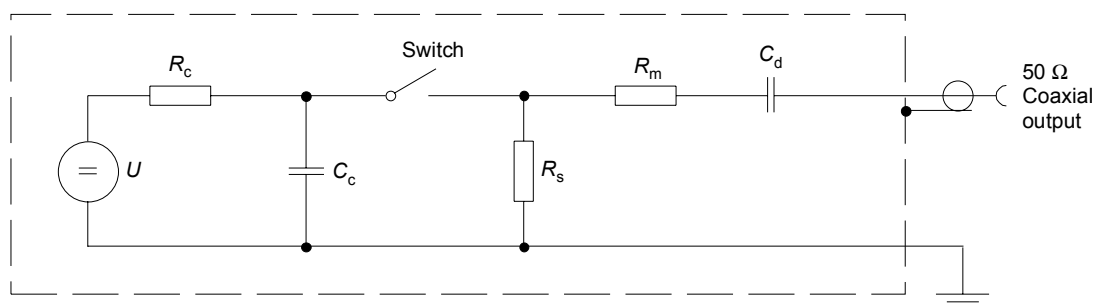 Switch
R_c
R_m
C_d
50 Ω
Coaxial
output
U
C_c
R_s